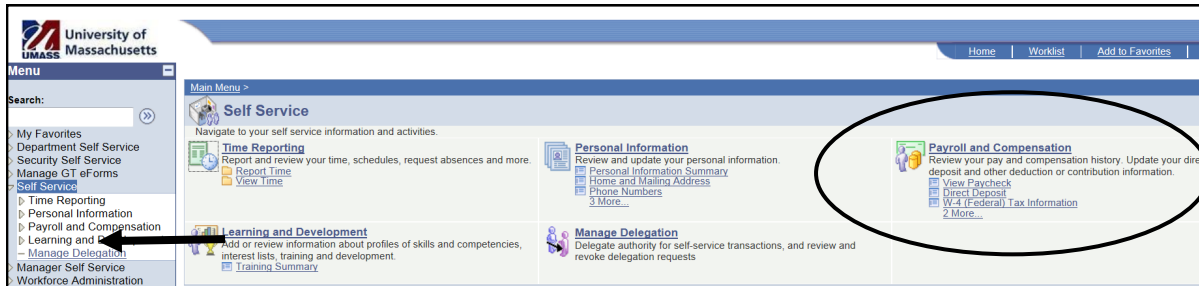 University of
Massachusetts
UMASS
Home | Worklist | Add to Favorites |
Menu
Search:
My Favorites
Department Self Service
Security Self Service
Manage GT eForms
Self Service
Time Reporting
Personal Information
Payroll and Compensation
Learning and D
Manage Delegation
Manager Self Service
Workforce Administration
Main Menu >
Self Service
Navigate to your self service information and activities.
Time Reporting
Report and review your time, schedules, request absences and more.
Report Time
View Time
Personal Information
Review and update your personal information.
Personal Information Summary
Home and Mailing Address
Phone Numbers
3 More...
Payroll and Compensation
Review your pay and compensation history. Update your dire
deposit and other deduction or contribution information.
View Paycheck
Direct Deposit
W-4 (Federal) Tax Information
2 More...
Learning and Development
Add or review information about profiles of skills and competencies,
interest lists, training and development.
Training Summary
Manage Delegation
Delegate authority for self-service transactions, and review and
revoke delegation requests